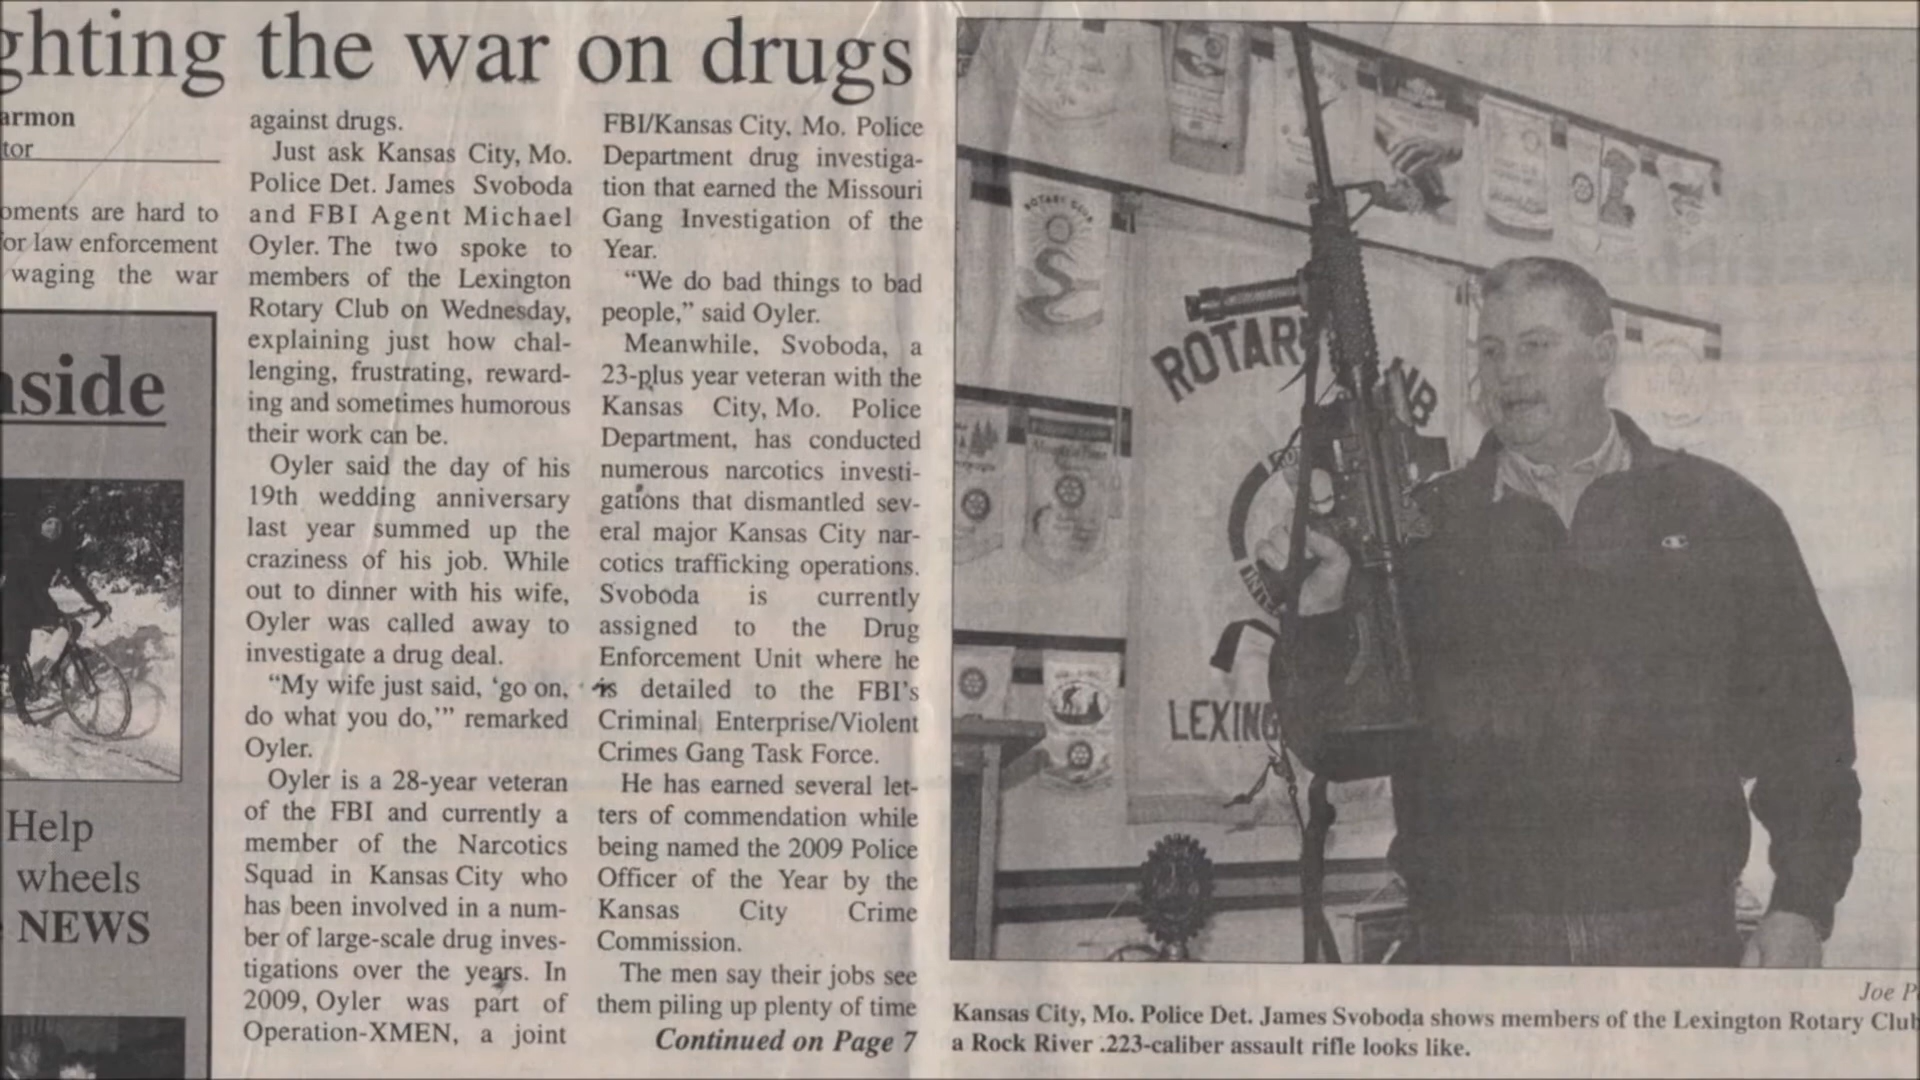 ghting the war on drugs
armon
tor
oments are hard to
or law enforcement
waging the war
against drugs.
Just ask Kansas City, Mo.
Police Det. James Svoboda
and FBI Agent Michael
Oyler. The two spoke to
members of the Lexington
Rotary Club on Wednesday,
explaining just how chal-
lenging, frustrating, reward-
ing and sometimes humorous
their work can be.
Oyler said the day of his
19th wedding anniversary
last year summed up the
craziness of his job. While
out to dinner with his wife,
Oyler was called away to
investigate a drug deal.
“My wife just said, ‘go on,
do what you do,’” remarked
Oyler.
Oyler is a 28-year veteran
of the FBI and currently a
member of the Narcotics
Squad in Kansas City who
has been involved in a num-
ber of large-scale drug inves-
tigations over the years. In
2009, Oyler was part of
Operation-XMEN, a joint
FBI/Kansas City, Mo. Police
Department drug investiga-
tion that earned the Missouri
Gang Investigation of the
Year.
“We do bad things to bad
people,” said Oyler.
Meanwhile, Svoboda, a
23-plus year veteran with the
Kansas City, Mo. Police
Department, has conducted
numerous narcotics investi-
gations that dismantled sev-
eral major Kansas City nar-
cotics trafficking operations.
Svoboda is currently
assigned to the Drug
Enforcement Unit where he
is detailed to the FBI’s
Criminal Enterprise/Violent
Crimes Gang Task Force.
He has earned several let-
ters of commendation while
being named the 2009 Police
Officer of the Year by the
Kansas City Crime
Commission.
The men say their jobs see
them piling up plenty of time
Continued on Page 7
nside
Help
wheels
NEWS
ROTARY CLUB
ROTAR
UB
INTE
LEXING
Joe P
Kansas City, Mo. Police Det. James Svoboda shows members of the Lexington Rotary Club
a Rock River .223-caliber assault rifle looks like.